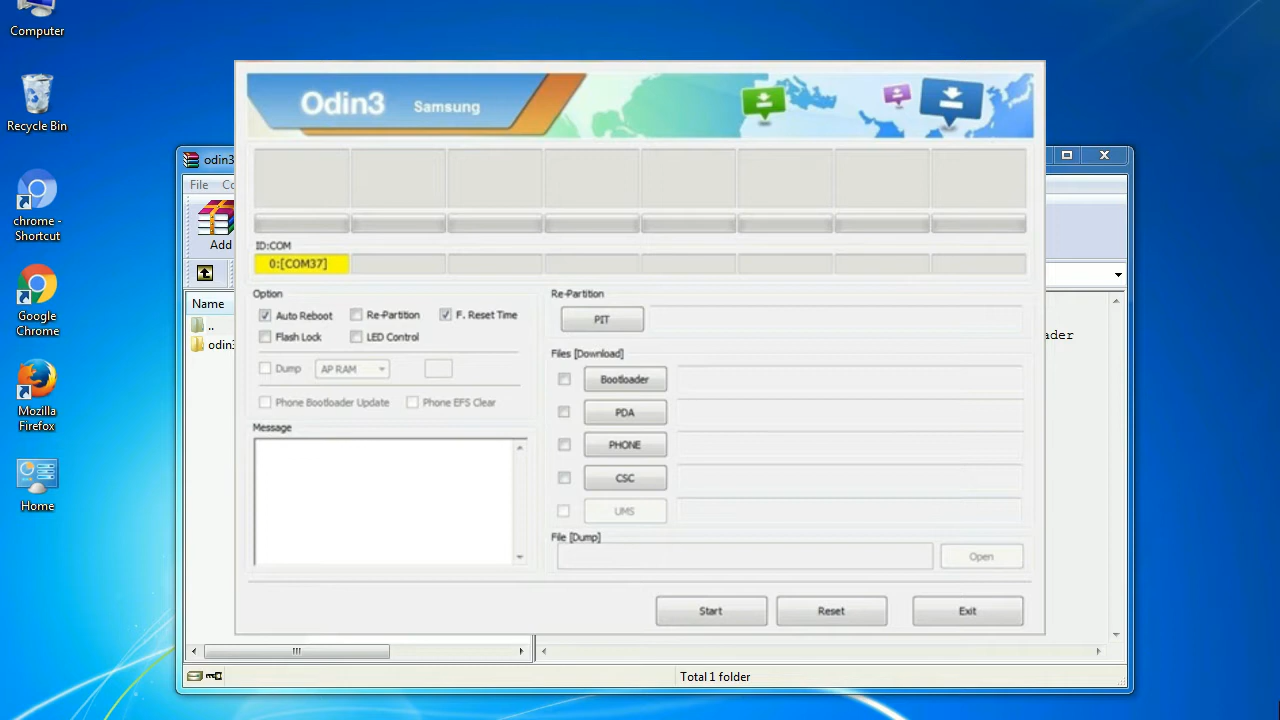 Computer
Recycle Bin
chrome -
Shortcut
Google
Chrome
Mozilla
Firefox
Home
odin3
File
Add
Name
..
odin3
ader
Total 1 folder
Odin3 Samsung
ID:COM
0:[COM37]
Option
Auto Reboot Re-Partition F. Reset Time
Flash Lock LED Control
Dump AP RAM
Phone Bootloader Update Phone EFS Clear
Message
Re-Partition
PIT
Files [Download]
Bootloader
PDA
PHONE
CSC
UMS
File [Dump]
Open
Start Reset Exit